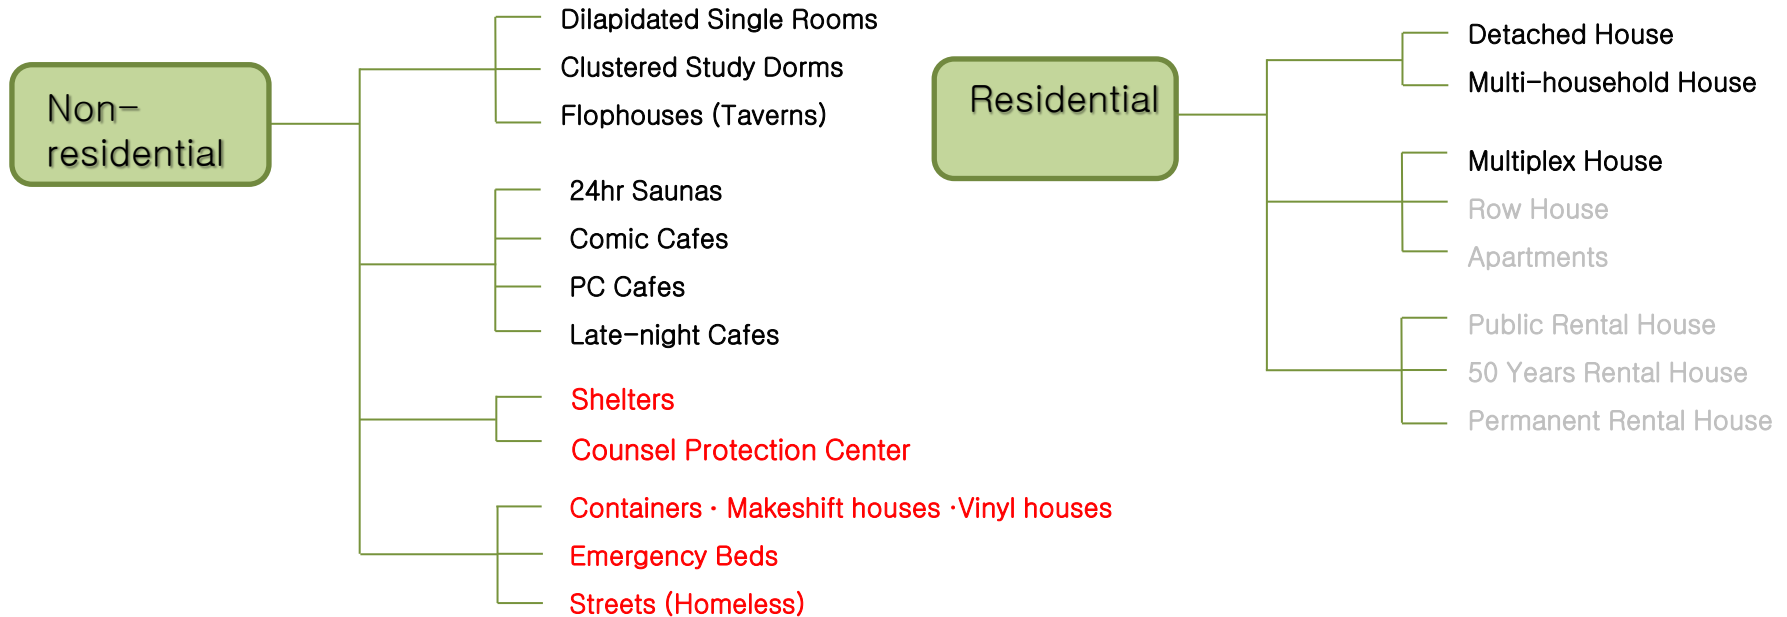 Non-
residential
Dilapidated Single Rooms
Clustered Study Dorms
Flophouses (Taverns)
24hr Saunas
Comic Cafes
PC Cafes
Late-night Cafes
Shelters
Counsel Protection Center
Containers · Makeshift houses ·Vinyl houses
Emergency Beds
Streets (Homeless)
Residential
Detached House
Multi-household House
Multiplex House
Row House
Apartments
Public Rental House
50 Years Rental House
Permanent Rental House